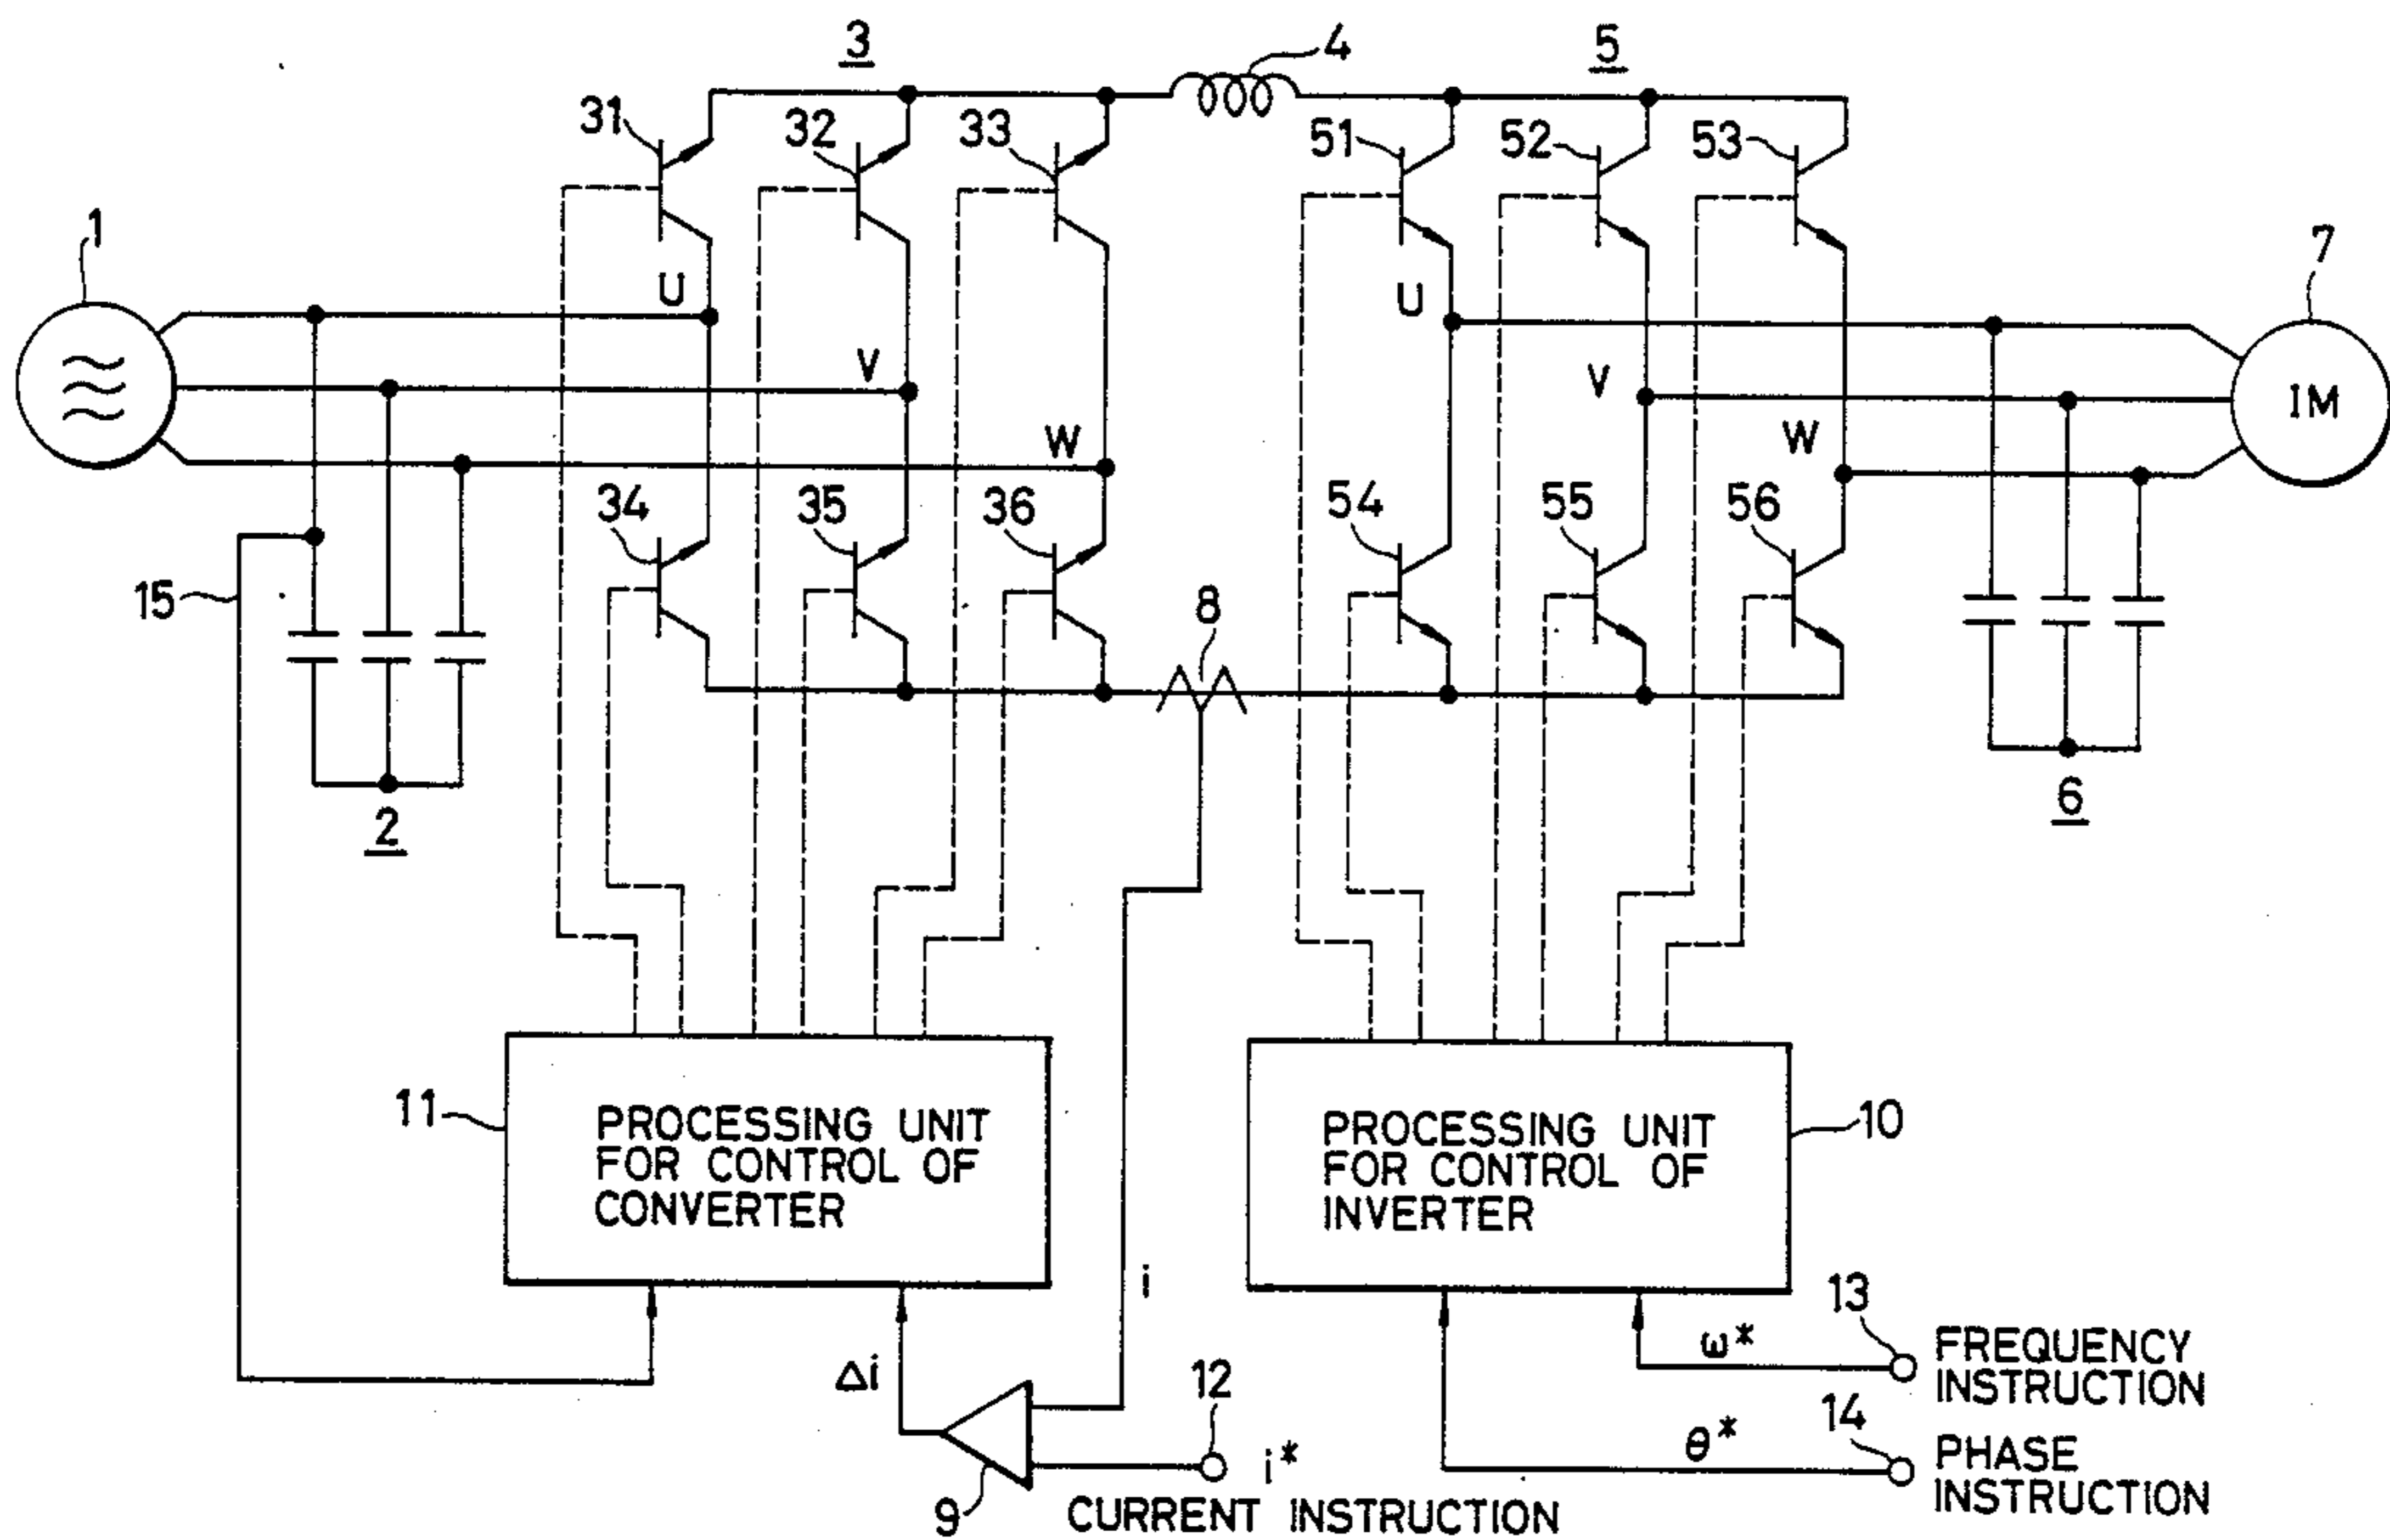 3
4
5
31
32
33
51
52
53
1
7
U
U
V
V
W
W
IM
34
35
36
54
55
56
15
8
2
6
11
PROCESSING UNIT
FOR CONTROL OF
CONVERTER
PROCESSING UNIT
FOR CONTROL OF
INVERTER
10
i
13
Δi
12
ω*
FREQUENCY
INSTRUCTION
14
θ*
i*
PHASE
INSTRUCTION
9
CURRENT INSTRUCTION